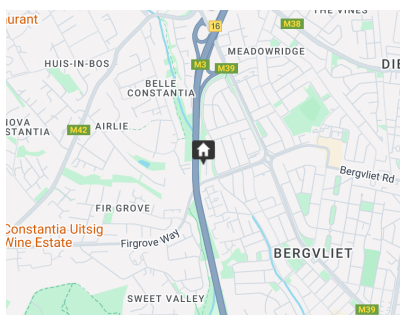 THE VINES
aurant
16
M38
MEADOWRIDGE
HUIS-IN-BOS
M3
M39
DIE
BELLE
CONSTANTIA
NOVA
STANTIA
M42
AIRLIE
Bergvliet Rd
FIR GROVE
Constantia Uitsig
Wine Estate
Firgrove Way
BERGVLIET
SWEET VALLEY
M39